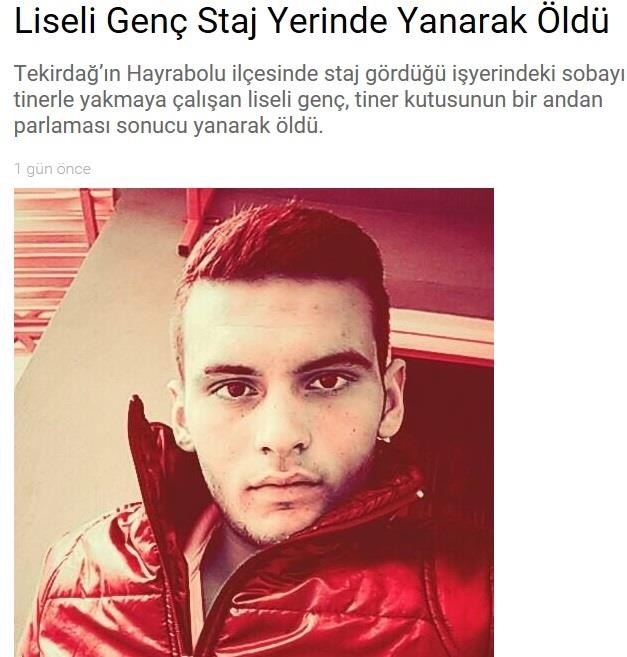 Liseli Genç Staj Yerinde Yanarak Öldü
Tekirdağ’ın Hayrabolu ilçesinde staj gördüğü işyerindeki sobayı
tinerle yakmaya çalışan liseli genç, tiner kutusunun bir andan
parlaması sonucu yanarak öldü.
1 gün önce